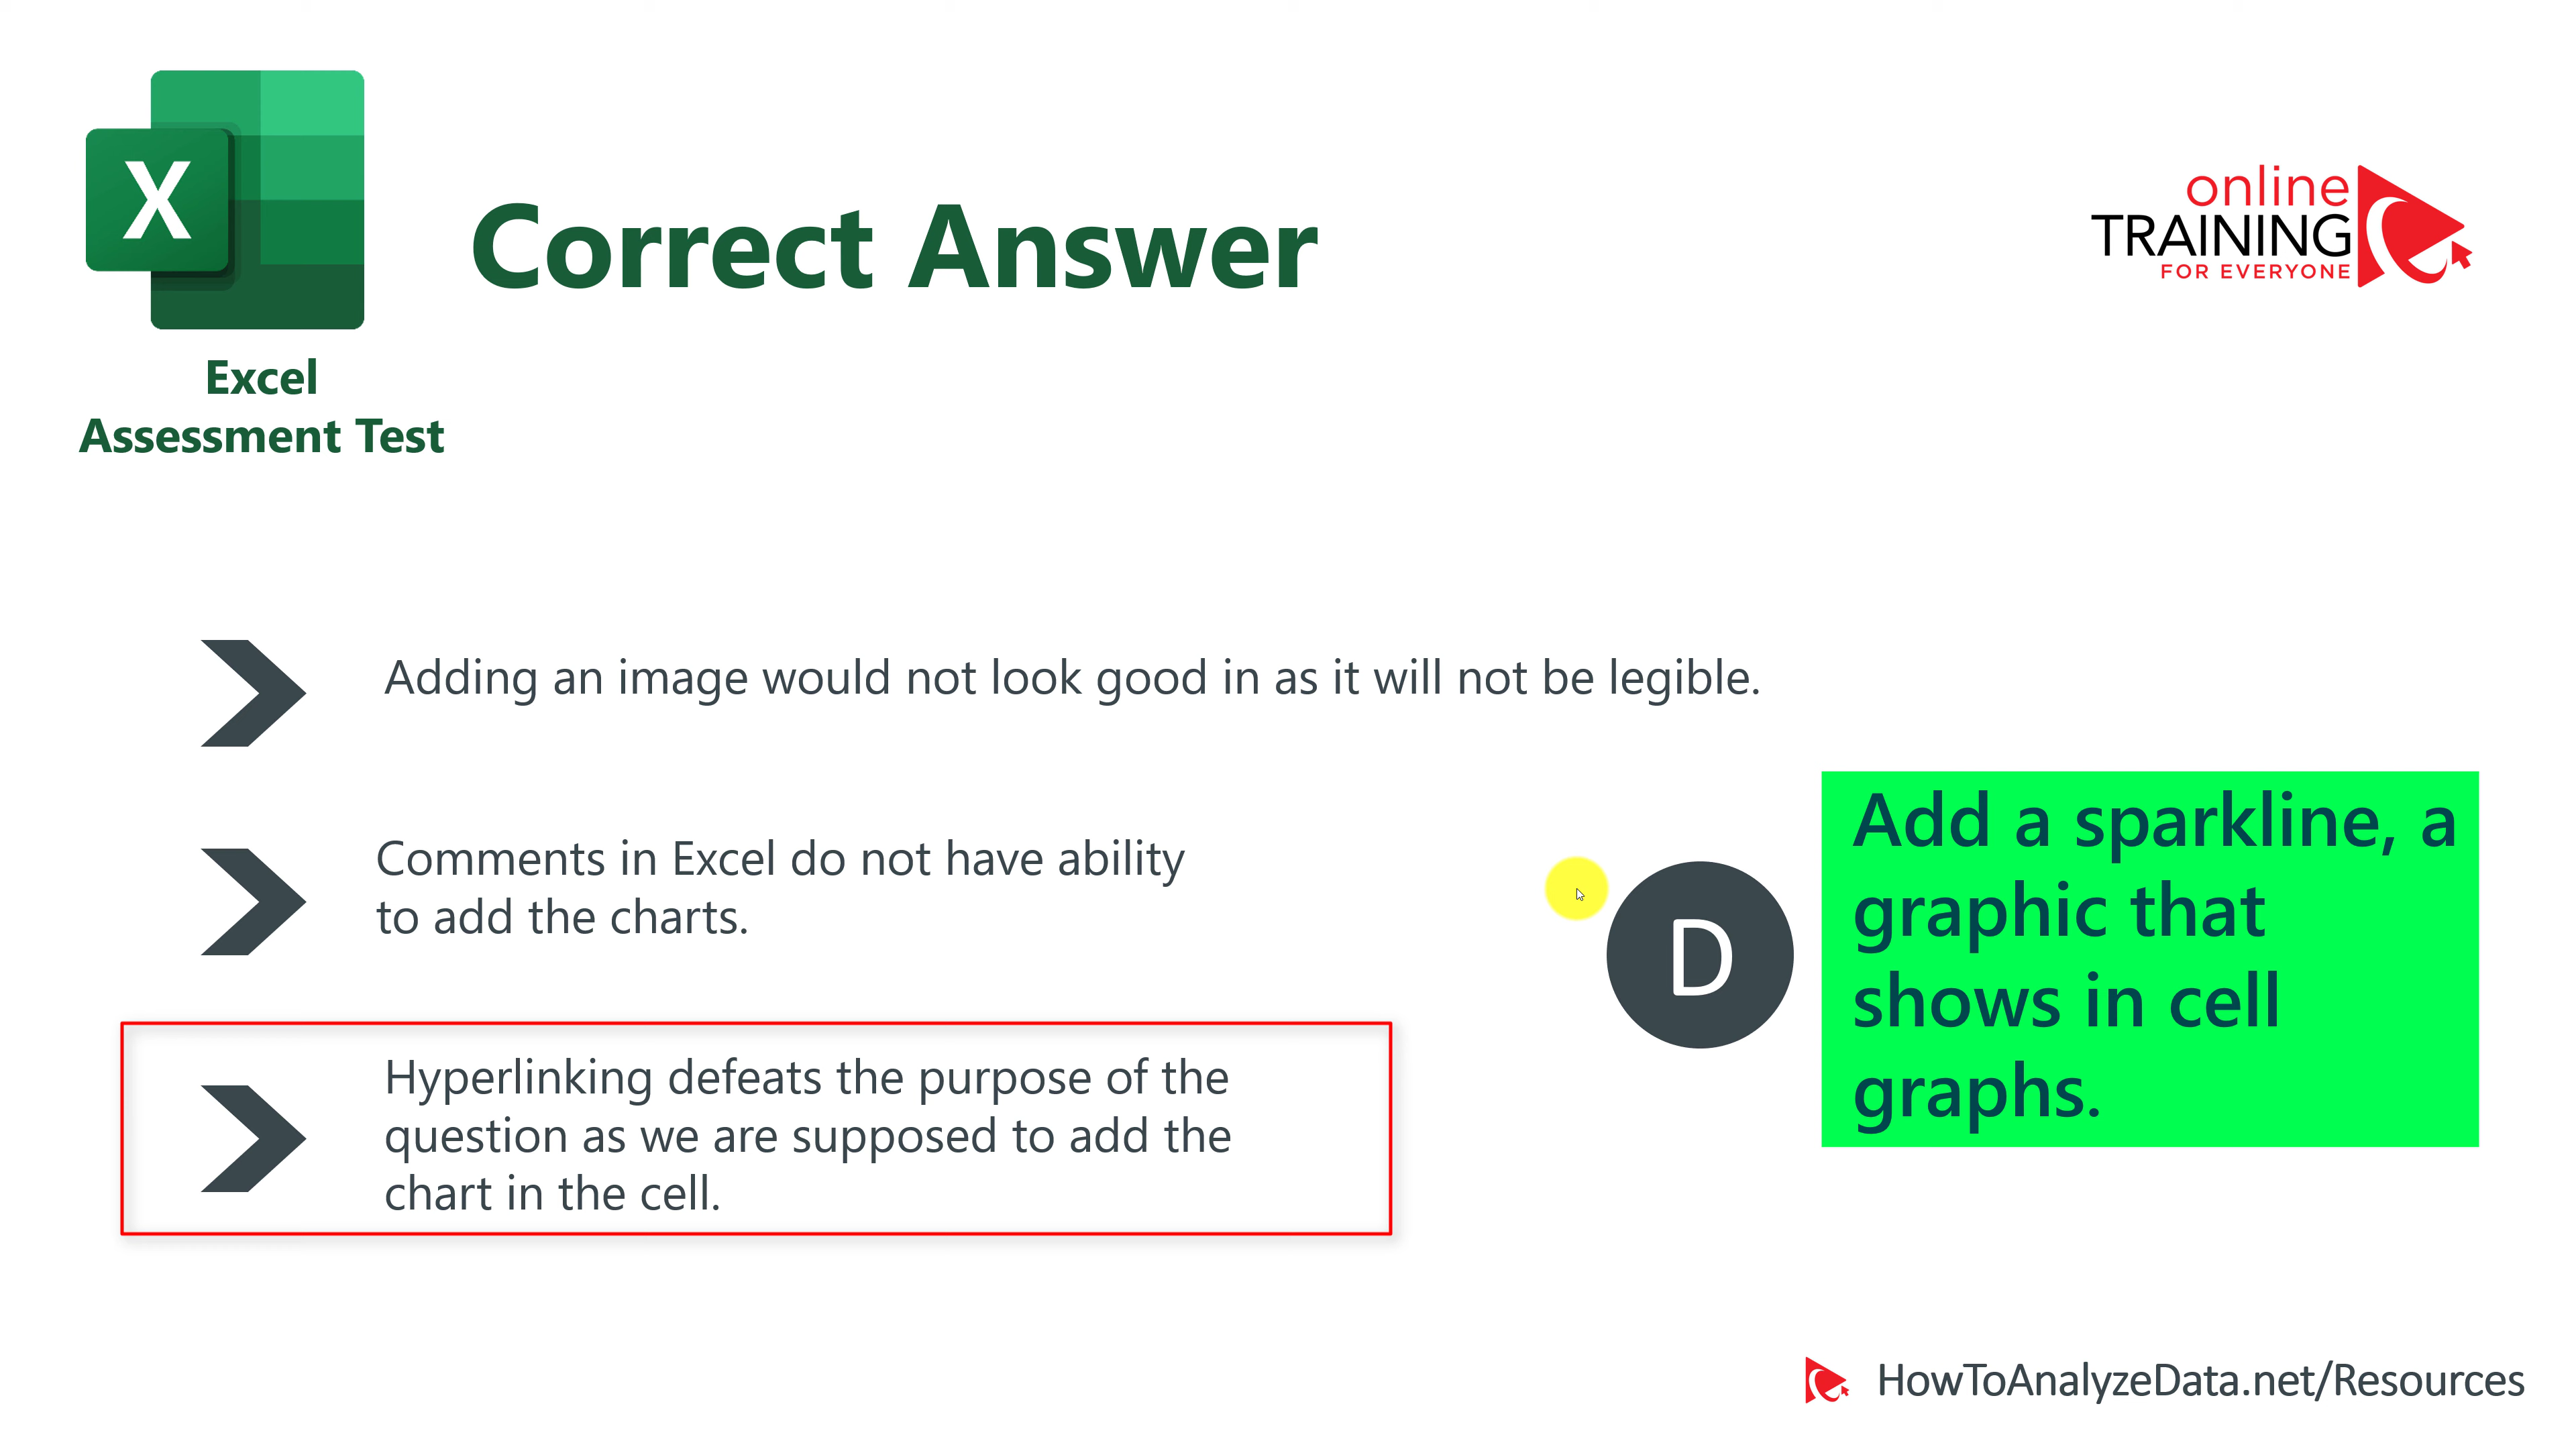 X
Excel
Assessment Test
Correct Answer
online
TRAINING
FOR EVERYONE
Adding an image would not look good in as it will not be legible.
Comments in Excel do not have ability
to add the charts.
Hyperlinking defeats the purpose of the
question as we are supposed to add the
chart in the cell.
D
Add a sparkline, a
graphic that
shows in cell
graphs.
HowToAnalyzeData.net/Resources